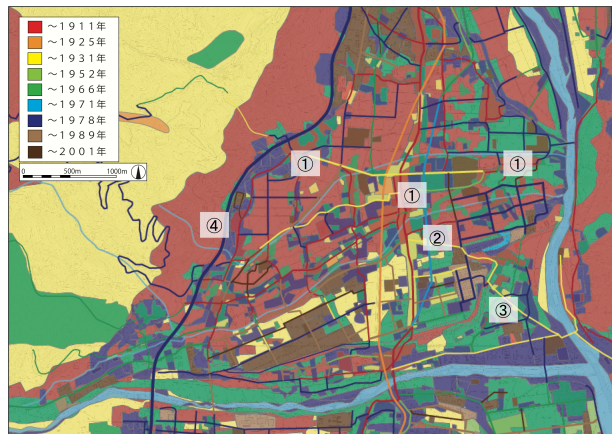 ～1911年
～1925年
～1931年
～1952年
～1966年
～1971年
～1978年
～1989年
～2001年
0 500m 1000m
①
①
①
④
②
③